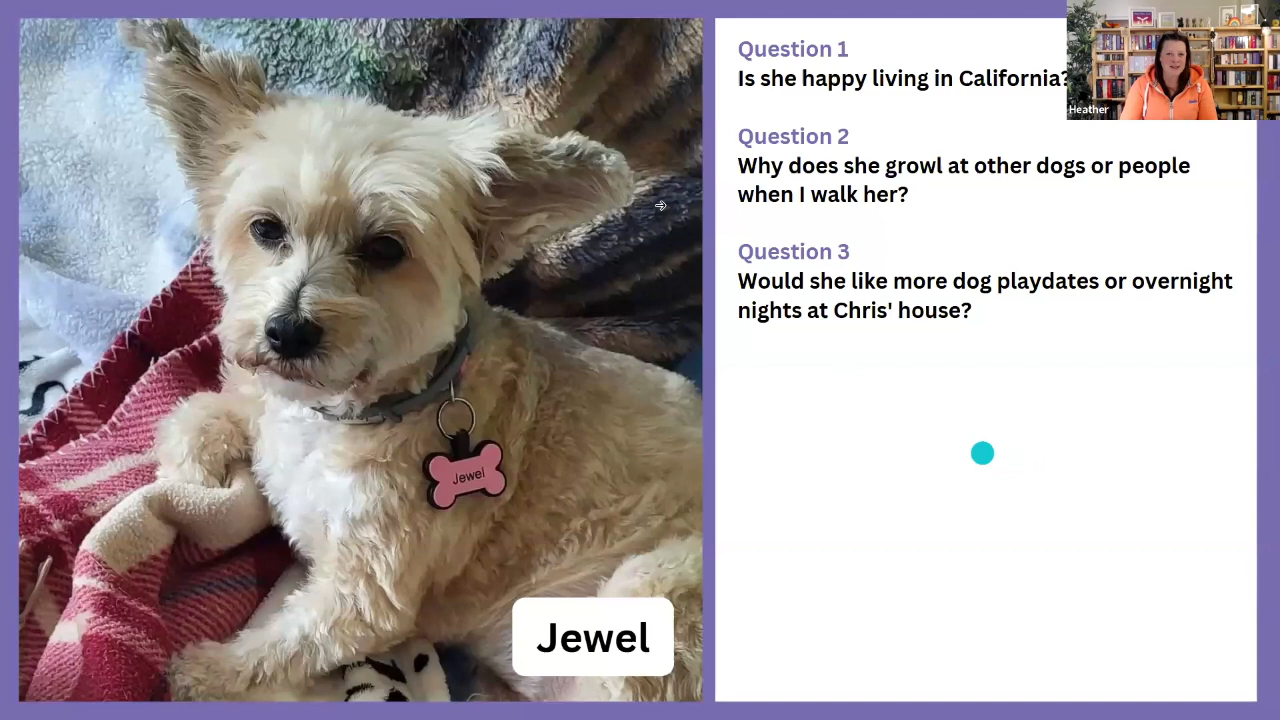 Question 1
Is she happy living in California?
Heather
Question 2
Why does she growl at other dogs or people
when I walk her?
Question 3
Would she like more dog playdates or overnight
nights at Chris' house?
Jewel
Jewel